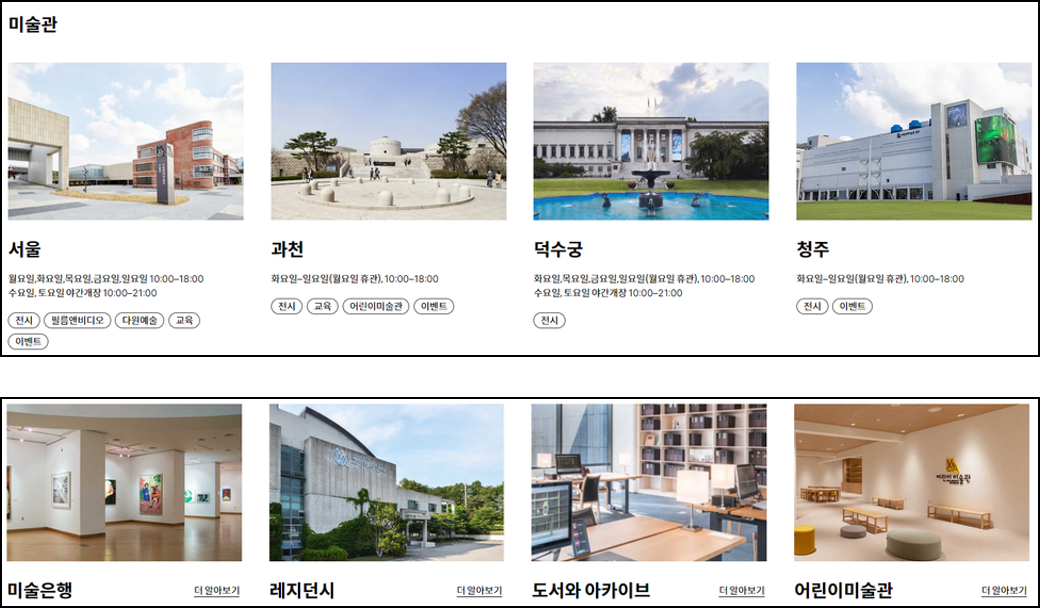 미술관
서울
월요일,화요일,목요일,금요일,일요일 10:00–18:00
수요일, 토요일 야간개장 10:00–21:00
전시
필름앤비디오
다원예술
교육
이벤트
과천
화요일–일요일(월요일 휴관), 10:00–18:00
전시
교육
어린이미술관
이벤트
덕수궁
화요일,목요일,금요일,일요일(월요일 휴관), 10:00–18:00
수요일, 토요일 야간개장 10:00–21:00
전시
청주
화요일–일요일(월요일 휴관), 10:00–18:00
전시
이벤트
미술은행
더 알아보기
레지던시
더 알아보기
도서와 아카이브
더 알아보기
어린이 미술관
어린이미술관
더 알아보기